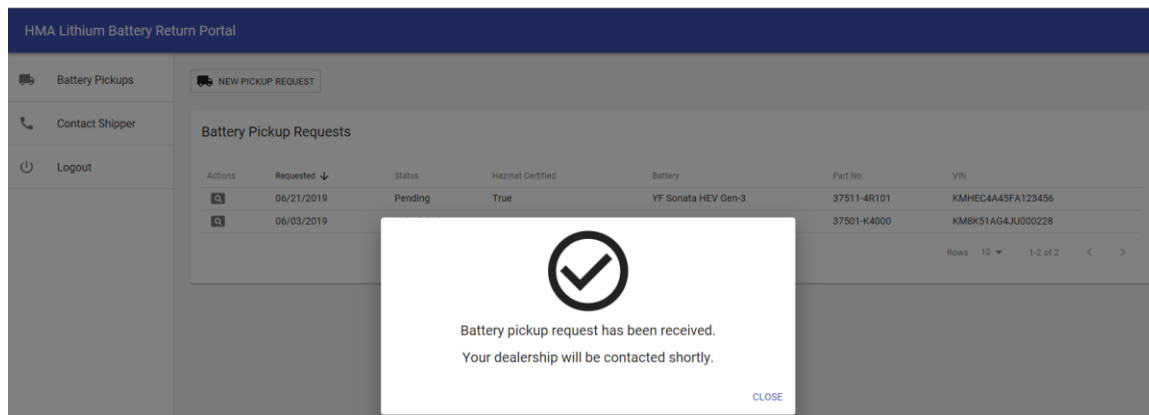 HMA Lithium Battery Return Portal
Battery Pickups
Contact Shipper
Logout
NEW PICKUP REQUEST
Battery Pickup Requests
Actions Requested Status Hazmat Certified Battery Part No. VIN
06/21/2019 Pending True YF Sonata HEV Gen-3 37511-4R101 KMHEC4A45FA123456
06/03/2019 37501-K4000 KM8K51AG4JU000228
Rows 10 1-2 of 2
Battery pickup request has been received.
Your dealership will be contacted shortly.
CLOSE